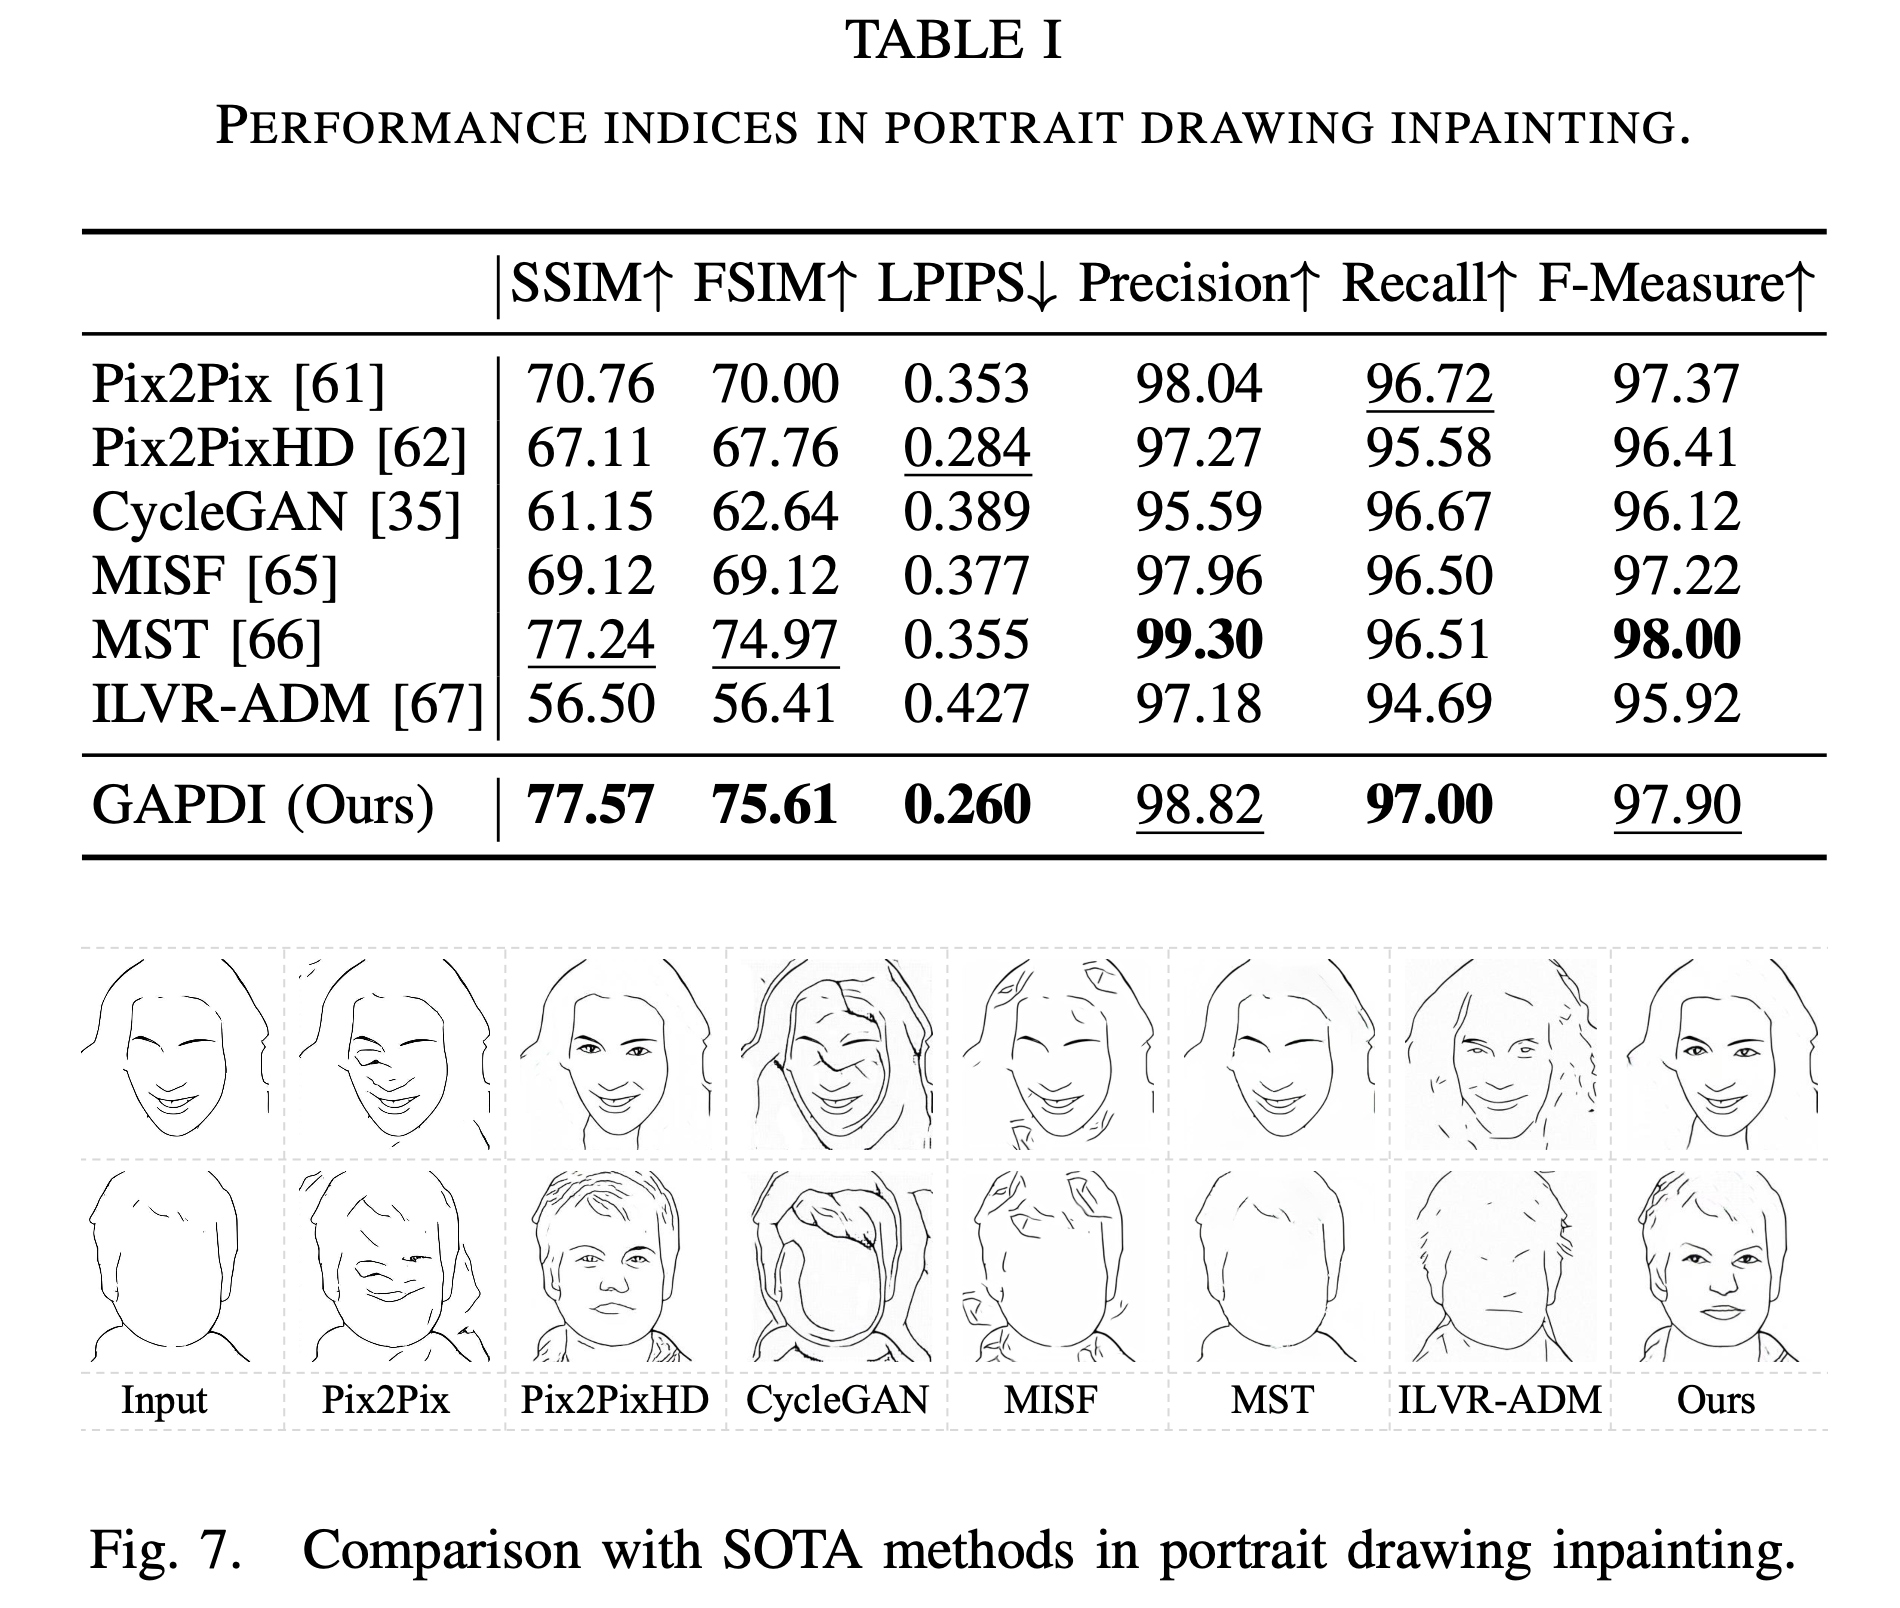 TABLE I
PERFORMANCE INDICES IN PORTRAIT DRAWING INPAINTING.
SSIM↑ FSIM↑ LPIPS↓ Precision↑ Recall↑ F-Measure↑
Pix2Pix [61] 70.76 70.00 0.353 98.04 96.72 97.37
Pix2PixHD [62] 67.11 67.76 0.284 97.27 95.58 96.41
CycleGAN [35] 61.15 62.64 0.389 95.59 96.67 96.12
MISF [65] 69.12 69.12 0.377 97.96 96.50 97.22
MST [66] 77.24 74.97 0.355 99.30 96.51 98.00
ILVR-ADM [67] 56.50 56.41 0.427 97.18 94.69 95.92
GAPDI (Ours) 77.57 75.61 0.260 98.82 97.00 97.90
Input Pix2Pix Pix2PixHD CycleGAN MISF MST ILVR-ADM Ours
Fig. 7. Comparison with SOTA methods in portrait drawing inpainting.